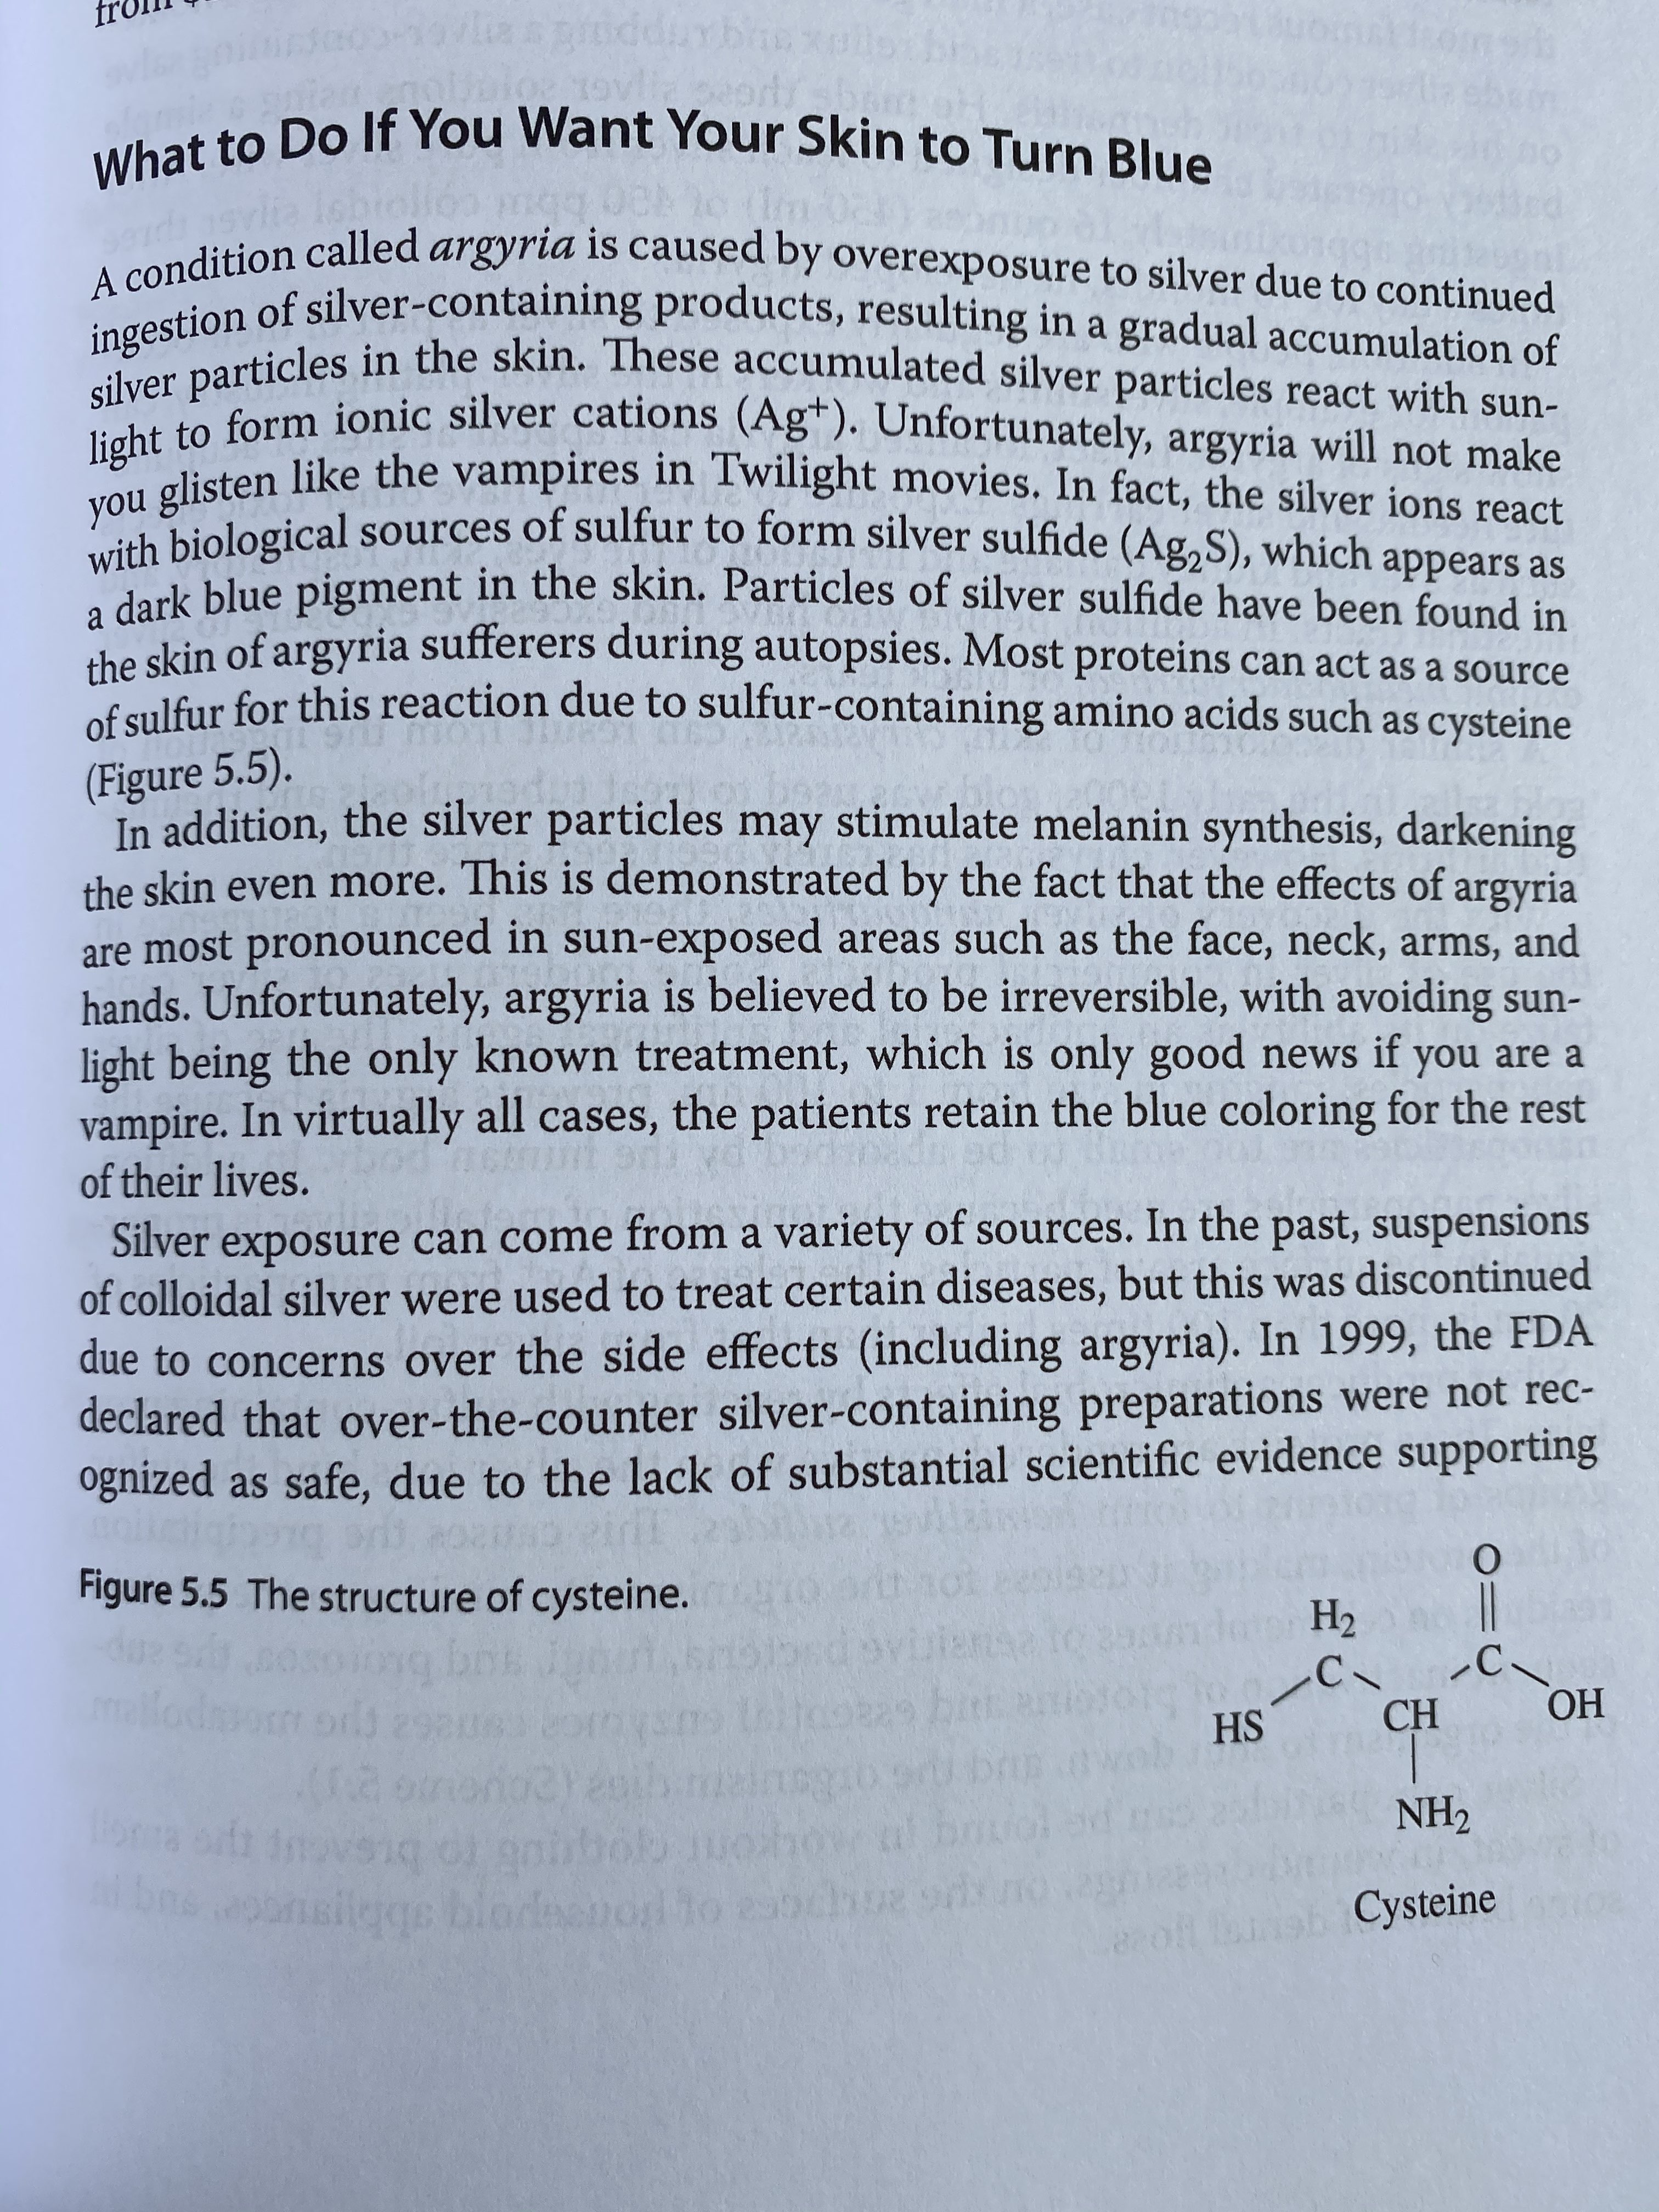 What to Do If You Want Your Skin to Turn Blue
A condition called argyria is caused by overexposure to silver due to continued
ingestion of silver-containing products, resulting in a gradual accumulation of
silver particles in the skin. These accumulated silver particles react with sun-
light to form ionic silver cations (Ag⁺). Unfortunately, argyria will not make
you glisten like the vampires in Twilight movies. In fact, the silver ions react
with biological sources of sulfur to form silver sulfide (Ag₂S), which appears as
a dark blue pigment in the skin. Particles of silver sulfide have been found in
the skin of argyria sufferers during autopsies. Most proteins can act as a source
of sulfur for this reaction due to sulfur-containing amino acids such as cysteine
(Figure 5.5).
In addition, the silver particles may stimulate melanin synthesis, darkening
the skin even more. This is demonstrated by the fact that the effects of argyria
are most pronounced in sun-exposed areas such as the face, neck, arms, and
hands. Unfortunately, argyria is believed to be irreversible, with avoiding sun-
light being the only known treatment, which is only good news if you are a
vampire. In virtually all cases, the patients retain the blue coloring for the rest
of their lives.
Silver exposure can come from a variety of sources. In the past, suspensions
of colloidal silver were used to treat certain diseases, but this was discontinued
due to concerns over the side effects (including argyria). In 1999, the FDA
declared that over-the-counter silver-containing preparations were not rec-
ognized as safe, due to the lack of substantial scientific evidence supporting
Figure 5.5 The structure of cysteine.
O
H₂
C C
HS CH OH
NH₂
Cysteine